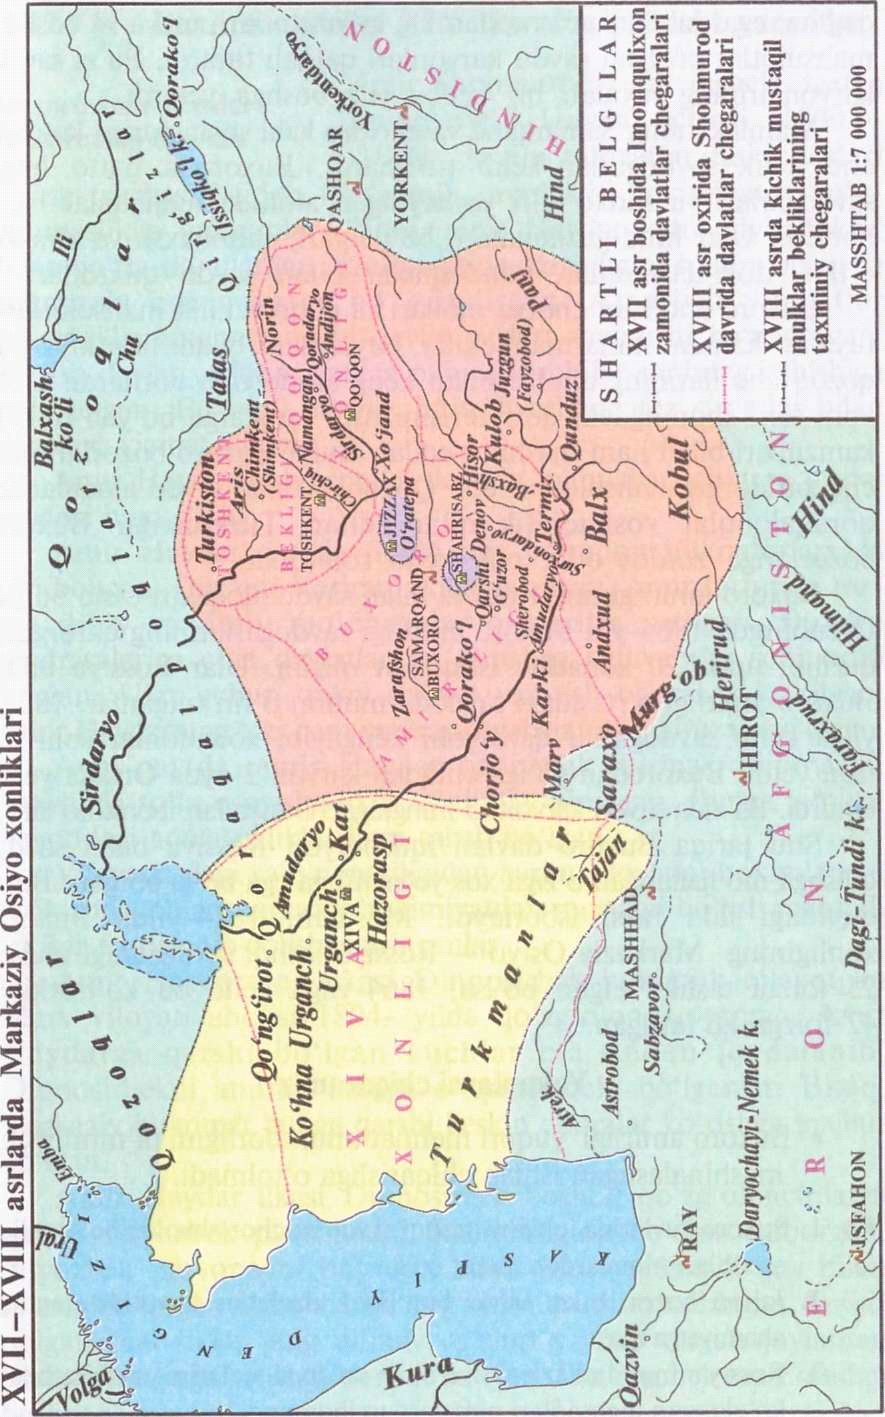 XVII–XVIII asrlarda Markaziy Osiyo xonliklari
Volga
Ural
Emba
Sirdaryo
Balxash
ko‘li
Ili
Qozoqlar
Qozoqlar
Qoraqalpoqlar
Chu
Talas
Issiqko‘l
Qorako‘l
Qirg‘izlar
Yorkendaryo
QASHQAR
YORKENT
HINDISTON
Hind
Turkiston
Aris
Chimkent
(Shimkent)
TOSHKENT
BEKLIGI
TOSHKENT
Chirchiq
Namangan
Norin
Qoradaryo
Andijon
Sirdaryo
QO‘QON
QO‘QON
XONLIGI
Xo‘jand
JIZZAX
O‘ratepa
BUXORO
AMIRLIGI
Zarafshon
SAMARQAND
BUXORO
Qorako‘l
SHAHRISABZ
Qarshi
G‘uzor
Denov
Hisor
Sherobod
Surxondaryo
Termiz
Baxsh
Kulob
Juzgun
(Fayzobod)
Panj
Qunduz
Amudaryo
Karki
Chorjo‘y
Andxui
Balx
Kobul
Marv
Saraxs
Murg‘ob
Herirud
HIROT
AFG‘ONISTON
Hilmand
Hind
Xararud
Dagi-Tundi k.
Qo‘ng‘irot
Amudaryo
Ko‘hna Urganch
Urganch
Kat
XIVA
Hazorasp
XIVA
XONLIGI
Turkmanlar
Tajan
MASHHAD
Sabzavor
Astrobod
Atrek
KASPIY DENGIZI
Kura
Qazvin
RAY
Daryochayi-Nemek k.
ISFAHON
ERON
SHARTLI BELGILAR
XVII asr boshida Imomqulixon
zamonida davlatlar chegaralari
XVIII asr oxirida Shohmurod
davrida davlatlar chegaralari
XVIII asrda kichik mustaqil
mulklar, bekliklarning
taxminiy chegaralari
MASSHTAB 1:7 000 000